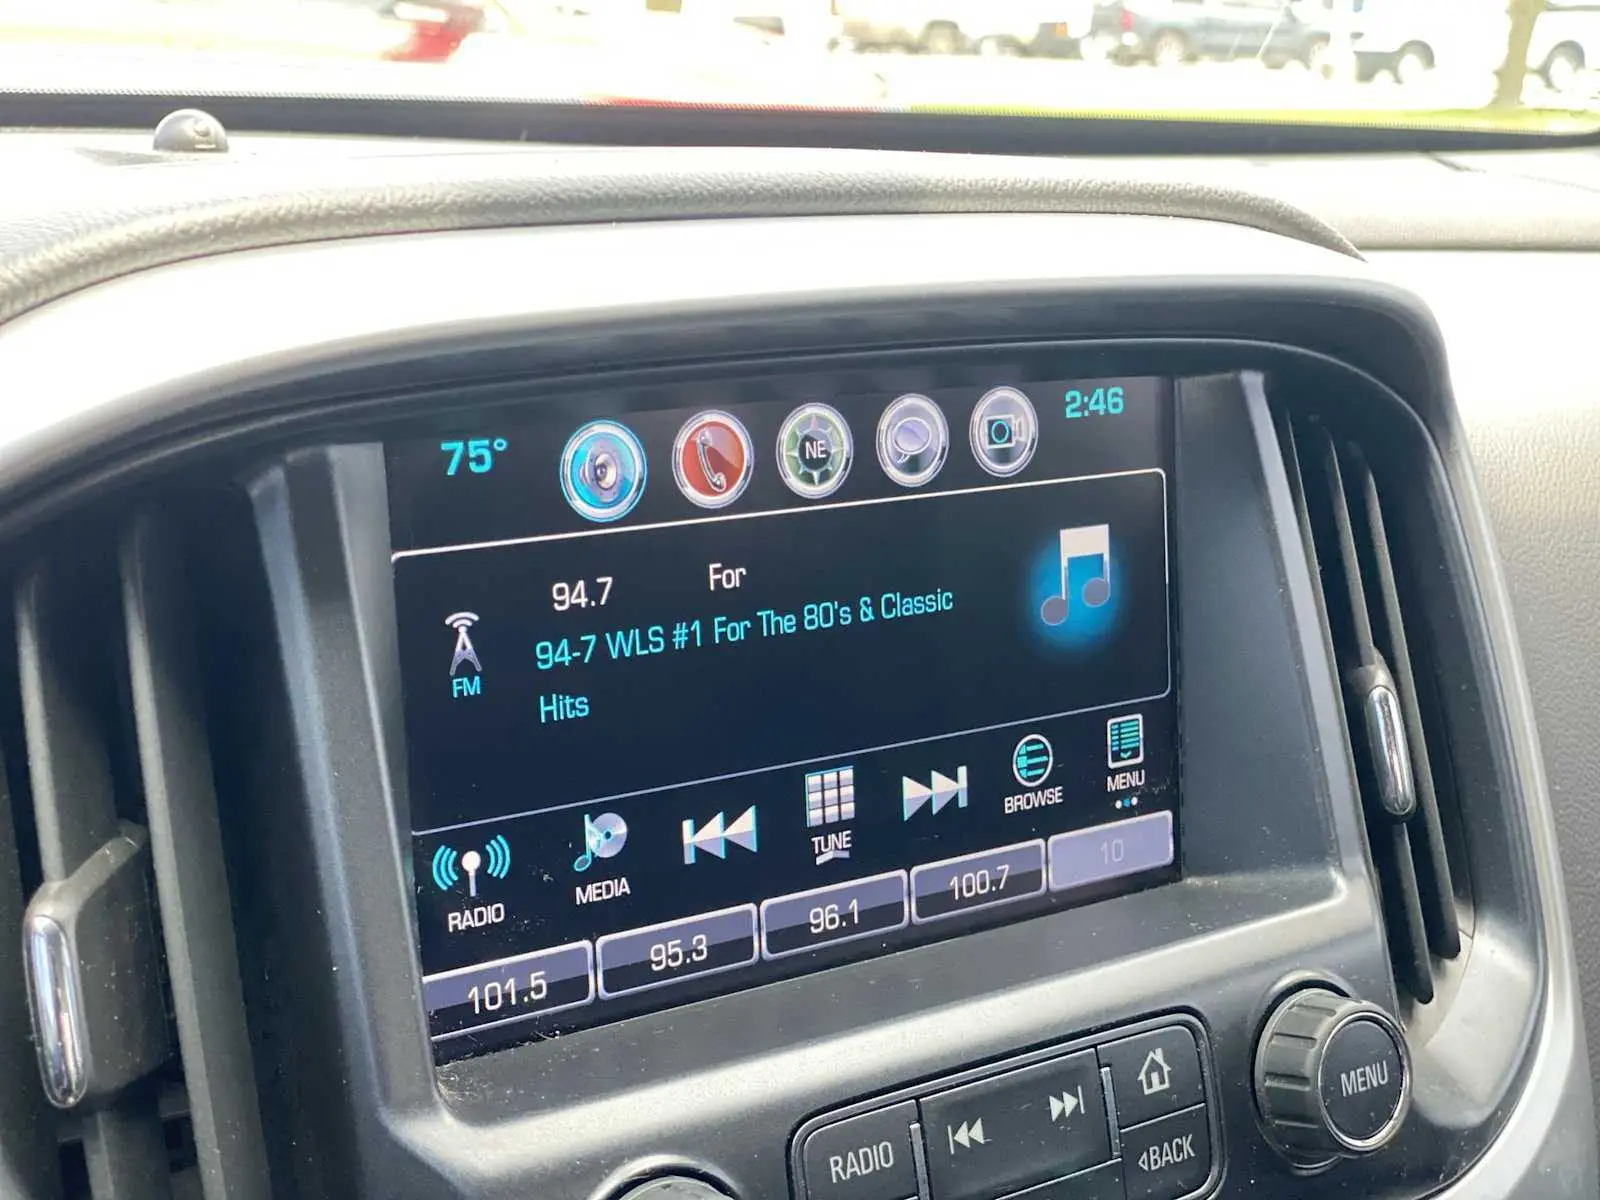 75°
NE
2:46
94.7 For
94-7 WLS #1 For The 80's & Classic
Hits
FM
RADIO
MEDIA
TUNE
BROWSE
MENU
101.5
95.3
96.1
100.7
10
RADIO
BACK
MENU